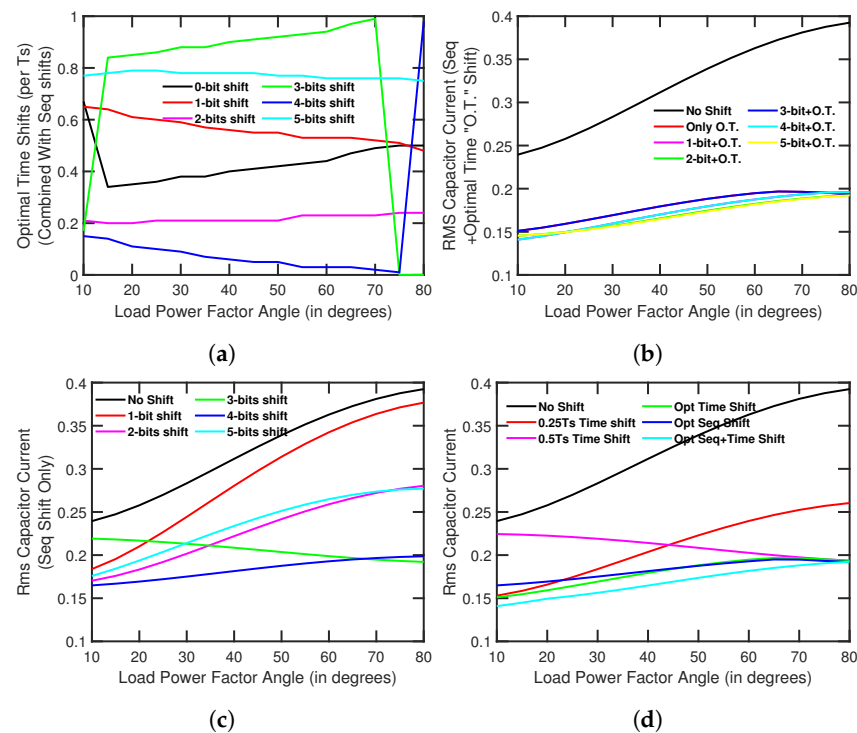 1
0.8
0.6
0.4
0.2
0
Optimal Time Shifts (per Ts)
(Combined With Seq shifts)
0-bit shift
1-bit shift
2-bits shift
3-bits shift
4-bits shift
5-bits shift
10 20 30 40 50 60 70 80
Load Power Factor Angle (in degrees)
(a)
0.4
0.3
0.2
0.1
RMS Capacitor Current (Seq
+Optimal Time "O.T." Shift)
No Shift
Only O.T.
1-bit+O.T.
2-bit+O.T.
3-bit+O.T.
4-bit+O.T.
5-bit+O.T.
0.35
0.25
0.15
10 20 30 40 50 60 70 80
Load Power Factor Angle (in degrees)
(b)
0.4
0.35
0.3
0.25
0.2
0.15
0.1
Rms Capacitor Current
(Seq Shift Only)
No Shift
1-bit shift
2-bits shift
3-bits shift
4-bits shift
5-bits shift
10 20 30 40 50 60 70 80
Load Power Factor Angle (in degrees)
(c)
0.4
0.35
0.3
0.25
0.2
0.15
0.1
Rms Capacitor Current
No Shift
0.25Ts Time shift
0.5Ts Time Shift
Opt Time Shift
Opt Seq Shift
Opt Seq+Time Shift
10 20 30 40 50 60 70 80
Load Power Factor Angle (in degrees)
(d)